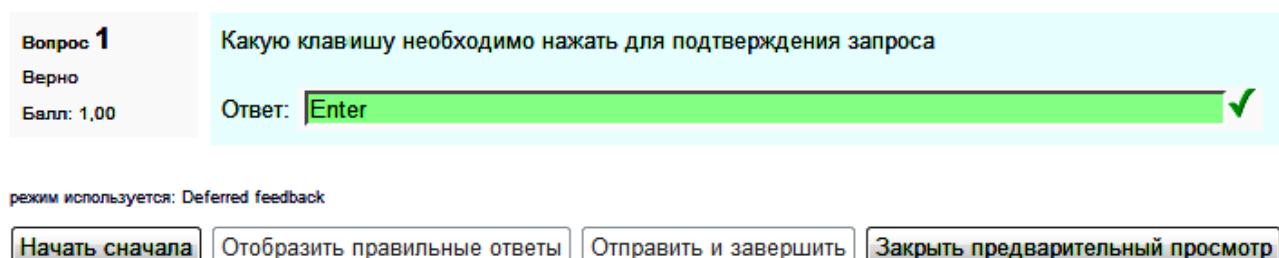 Вопрос 1
Верно
Балл: 1,00
Какую клавишу необходимо нажать для подтверждения запроса
Ответ: Enter
режим используется: Deferred feedback
Начать сначала Отобразить правильные ответы Отправить и завершить Закрыть предварительный просмотр